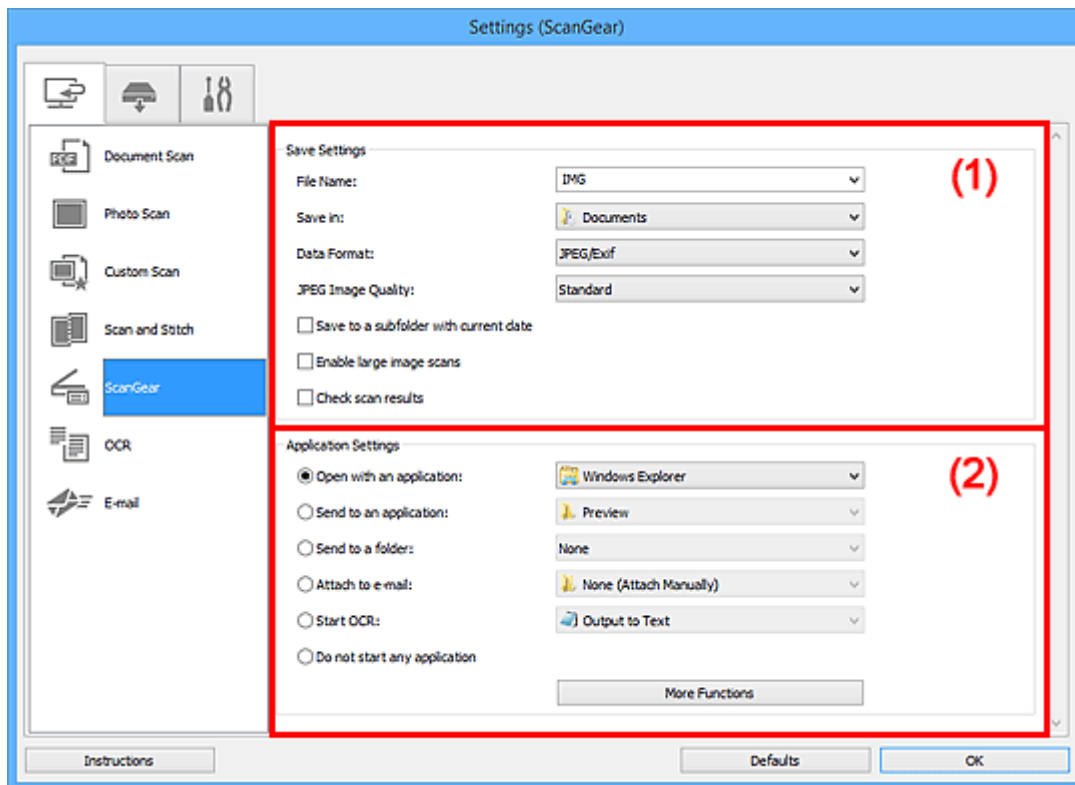 Settings (ScanGear)
PDF
Document Scan
Photo Scan
Custom Scan
Scan and Stitch
ScanGear
OCR
E-mail
Save Settings
(1)
File Name: IMG
Save in: Documents
Data Format: JPEG/Exif
JPEG Image Quality: Standard
Save to a subfolder with current date
Enable large image scans
Check scan results
Application Settings
(2)
Open with an application: Windows Explorer
Send to an application: Preview
Send to a folder: None
Attach to e-mail: None (Attach Manually)
Start OCR: Output to Text
Do not start any application
More Functions
Instructions Defaults OK